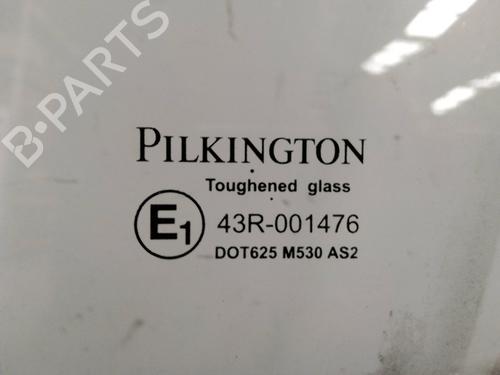 B-PARTS
PILKINGTON
Toughened glass
E1 43R-001476
DOT625 M530 AS2